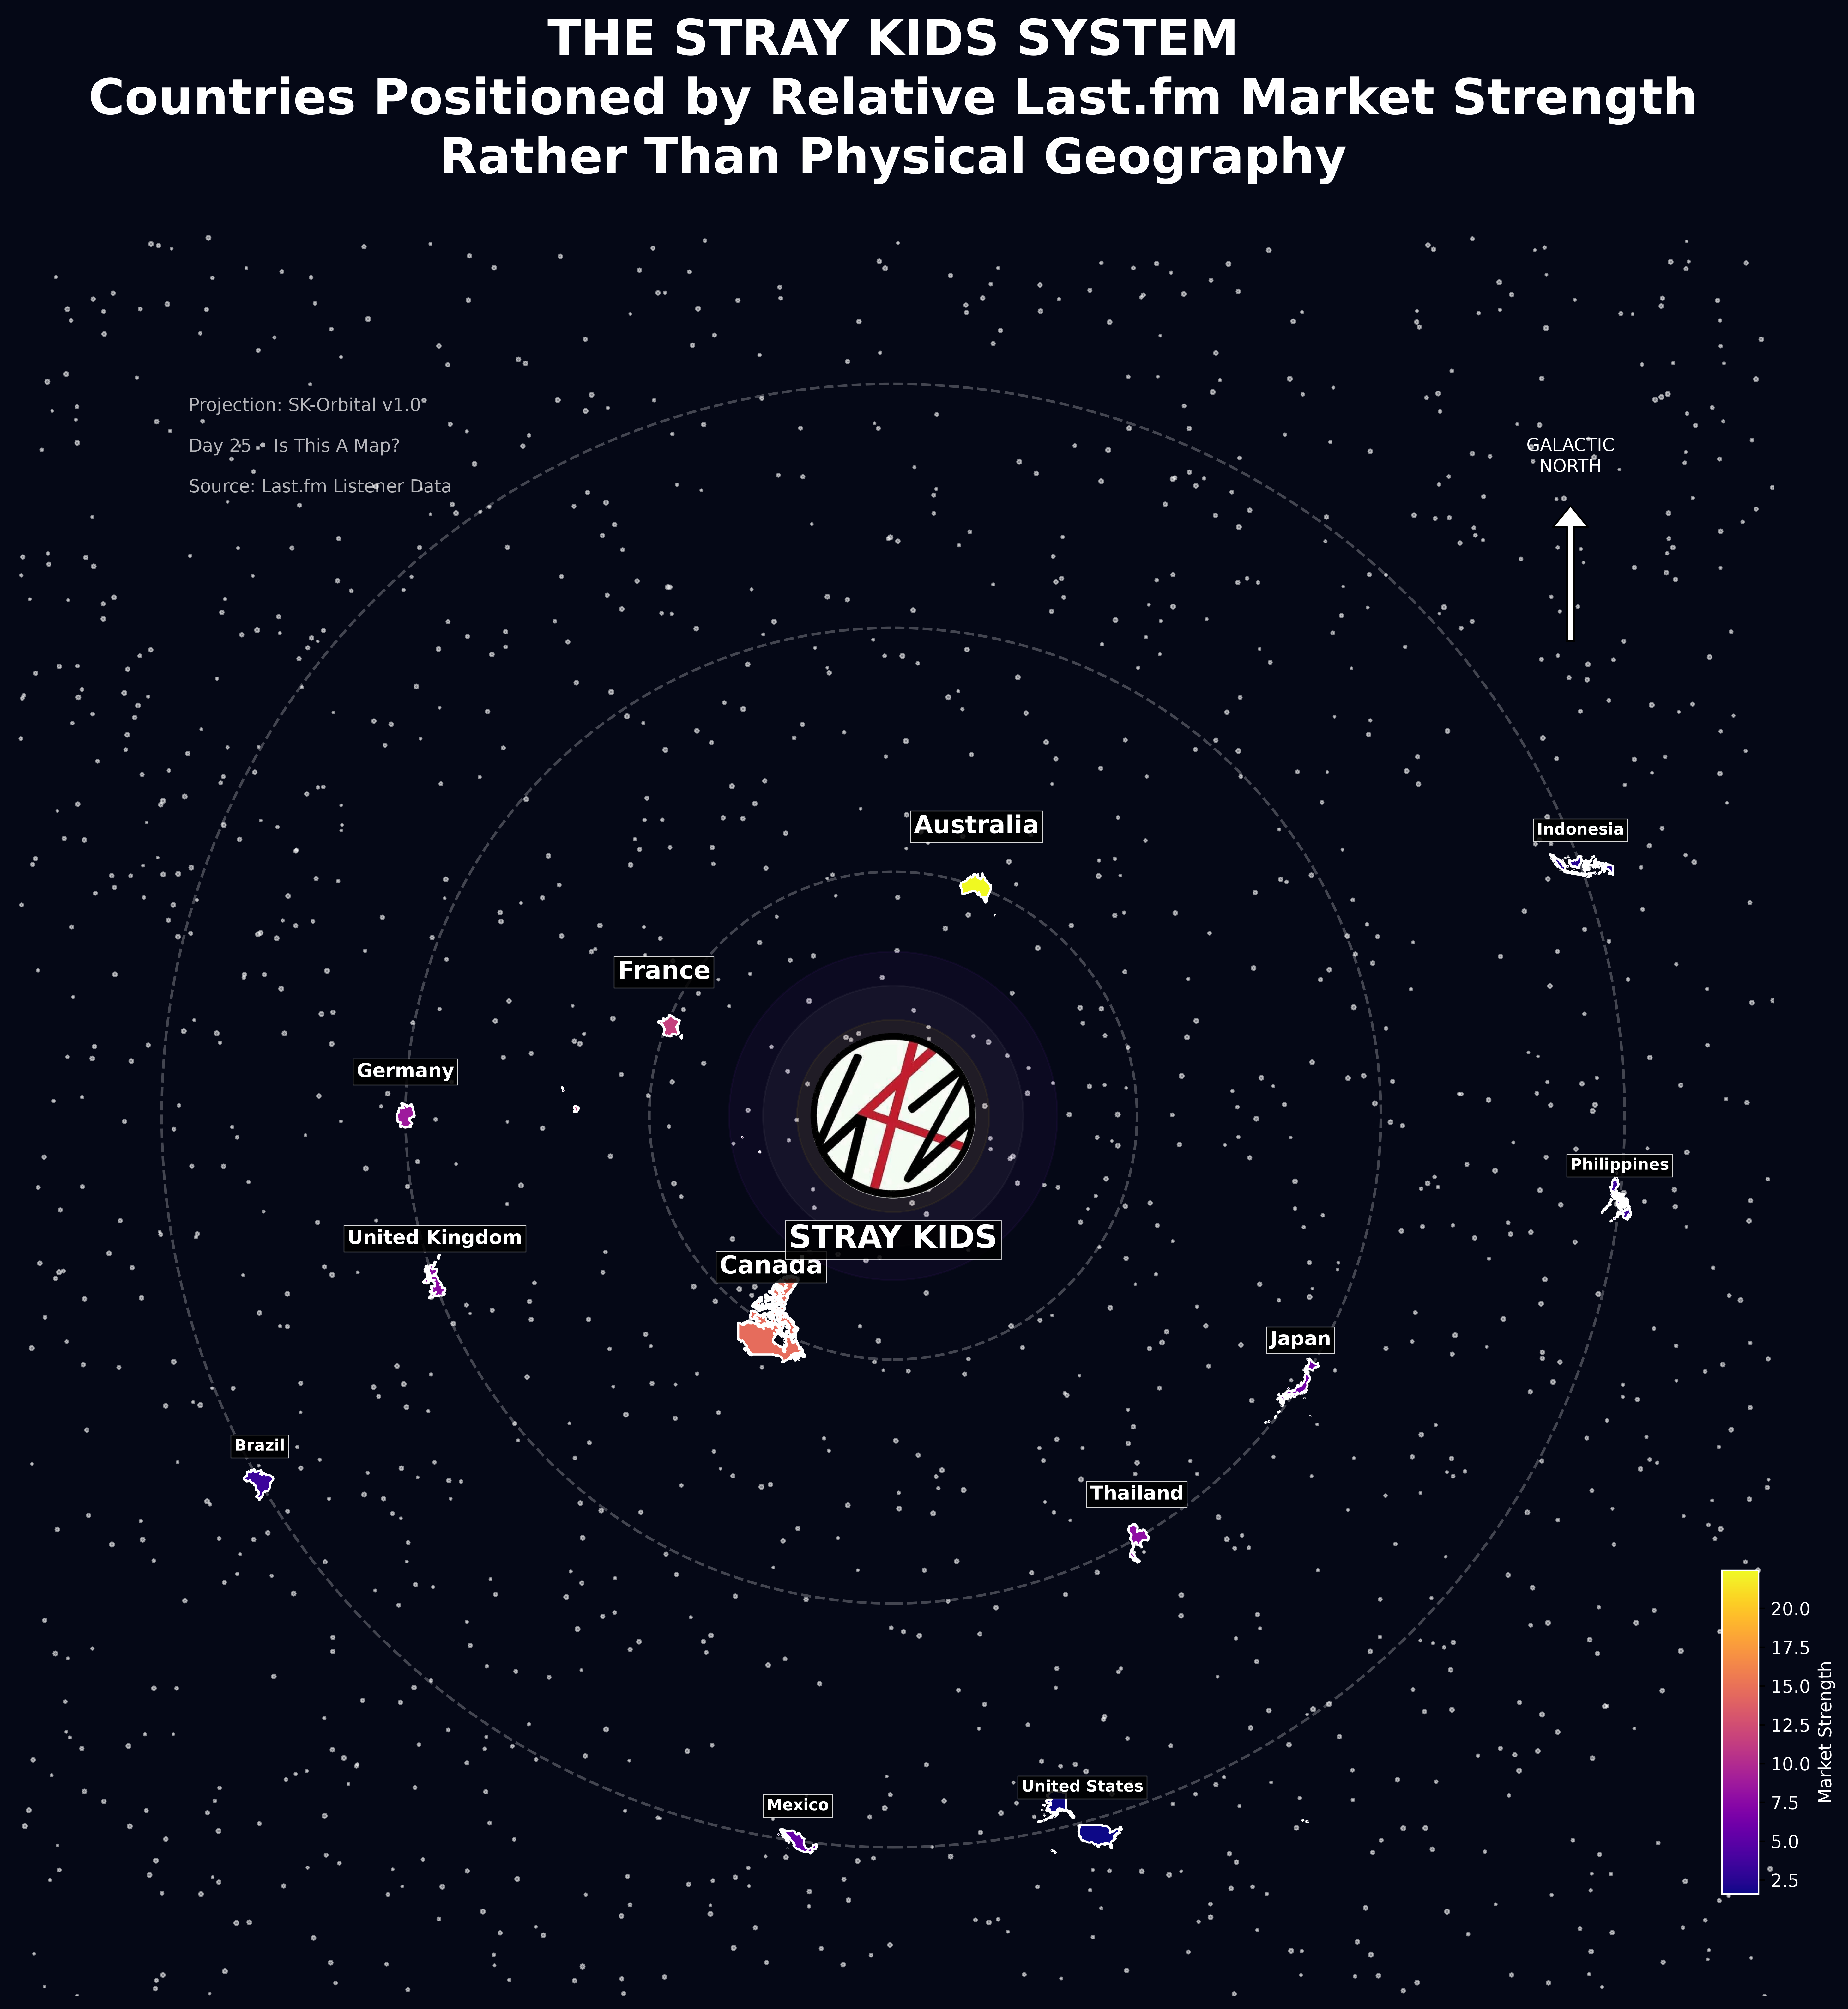 THE STRAY KIDS SYSTEM
Countries Positioned by Relative Last.fm Market Strength
Rather Than Physical Geography
Projection: SK-Orbital v1.0
Day 25 • Is This A Map?
Source: Last.fm Listener Data
GALACTIC
NORTH
Australia
Indonesia
France
Germany
Philippines
United Kingdom
STRAY KIDS
Canada
Japan
Brazil
Thailand
United States
Mexico
20.0
17.5
15.0
12.5
10.0
7.5
5.0
2.5
Market Strength